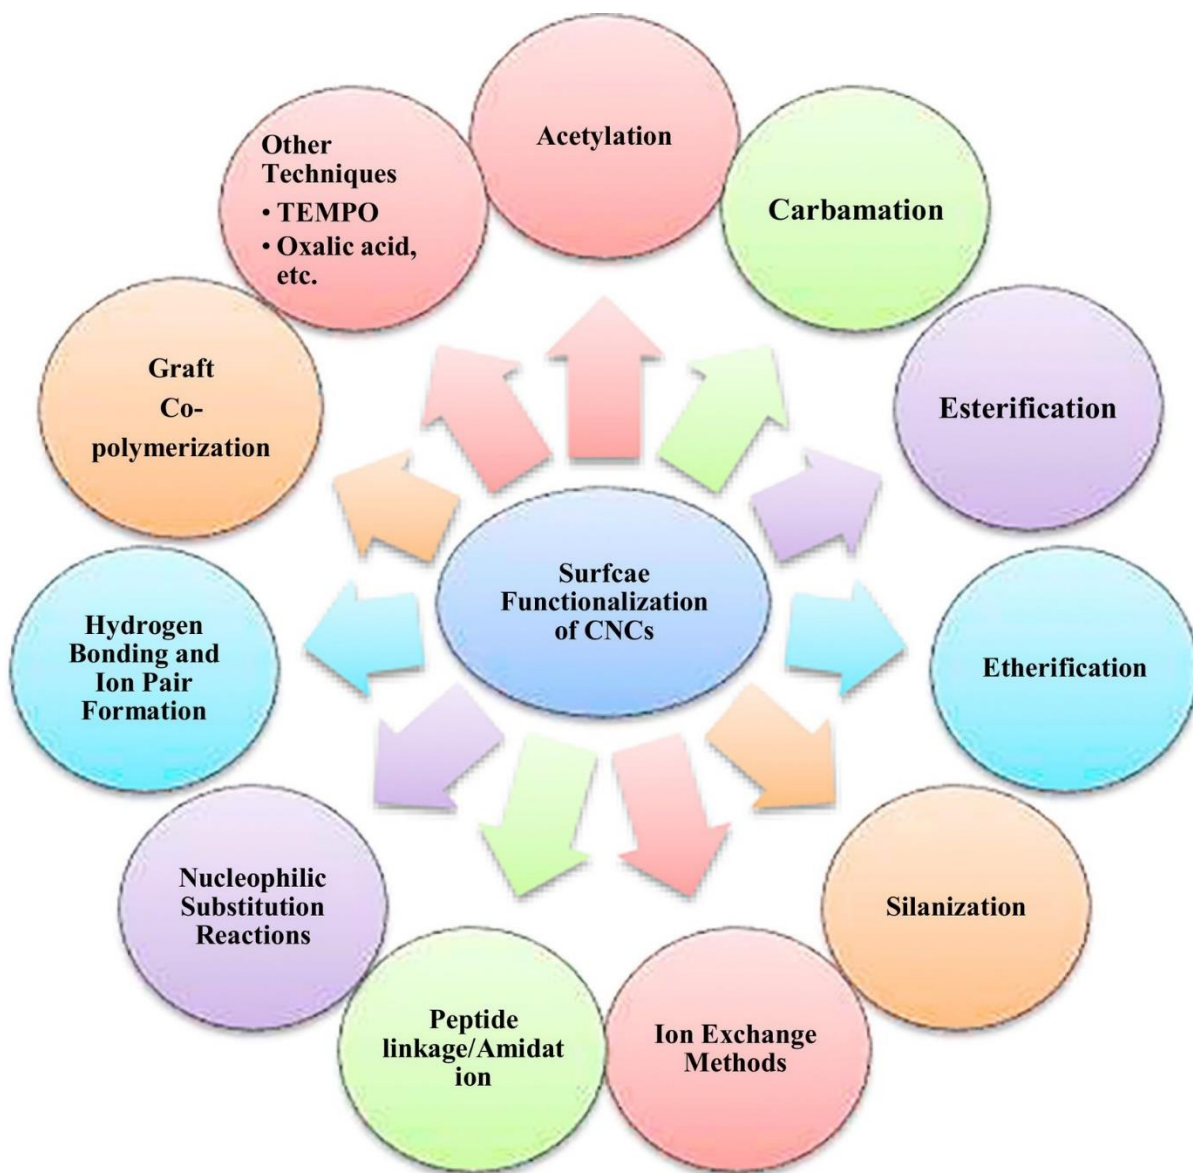 Acetylation
Carbamation
Esterification
Etherification
Silanization
Ion Exchange
Methods
Peptide
linkage/Amidat
ion
Nucleophilic
Substitution
Reactions
Hydrogen
Bonding and
Ion Pair
Formation
Graft
Co-
polymerization
Other
Techniques
• TEMPO
• Oxalic acid,
etc.
Surfcae
Functionalization
of CNCs